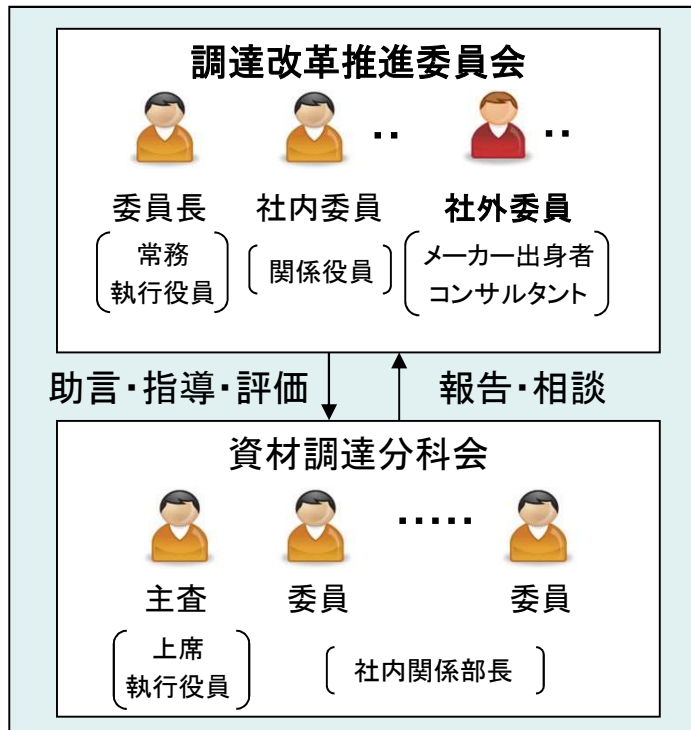 調達改革推進委員会
‥ ‥
委員長 社内委員 社外委員
常務
執行役員
関係役員
メーカー出身者
コンサルタント
助言・指導・評価 報告・相談
資材調達分科会
・・・・・
主査 委員 委員
上席
執行役員
社内関係部長